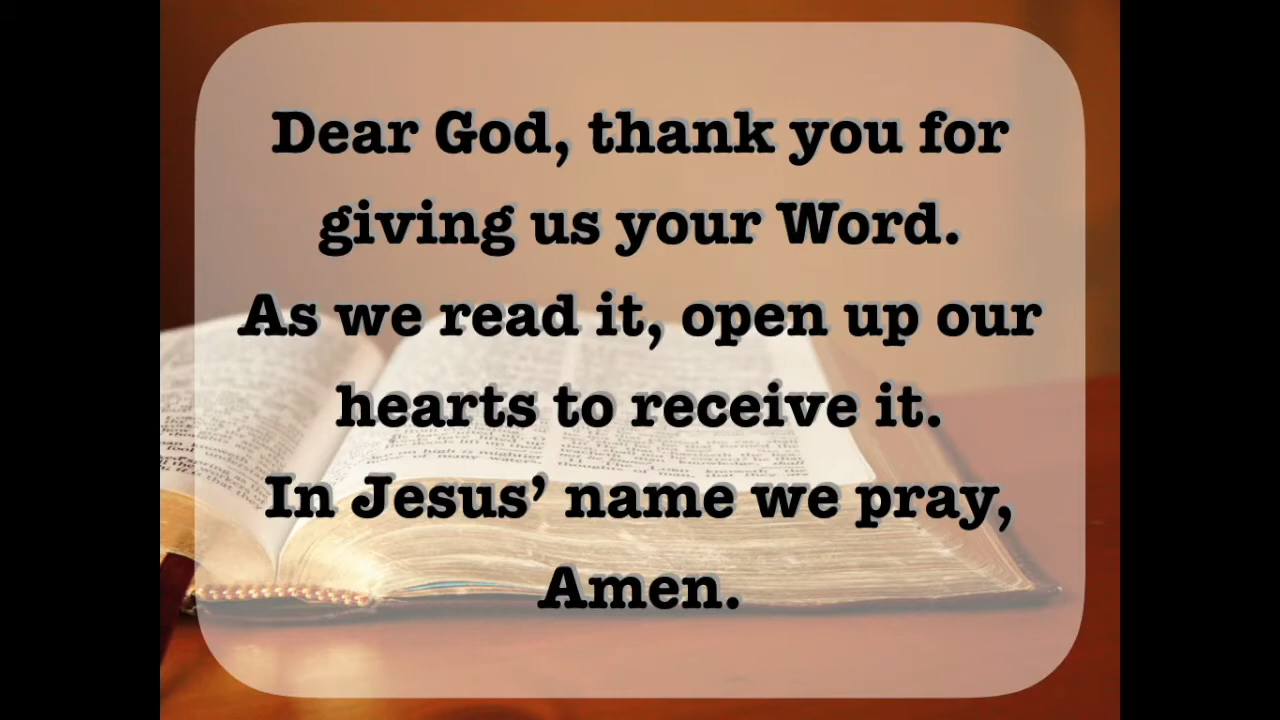 Dear God, thank you for
giving us your Word.
As we read it, open up our
hearts to receive it.
In Jesus’ name we pray,
Amen.